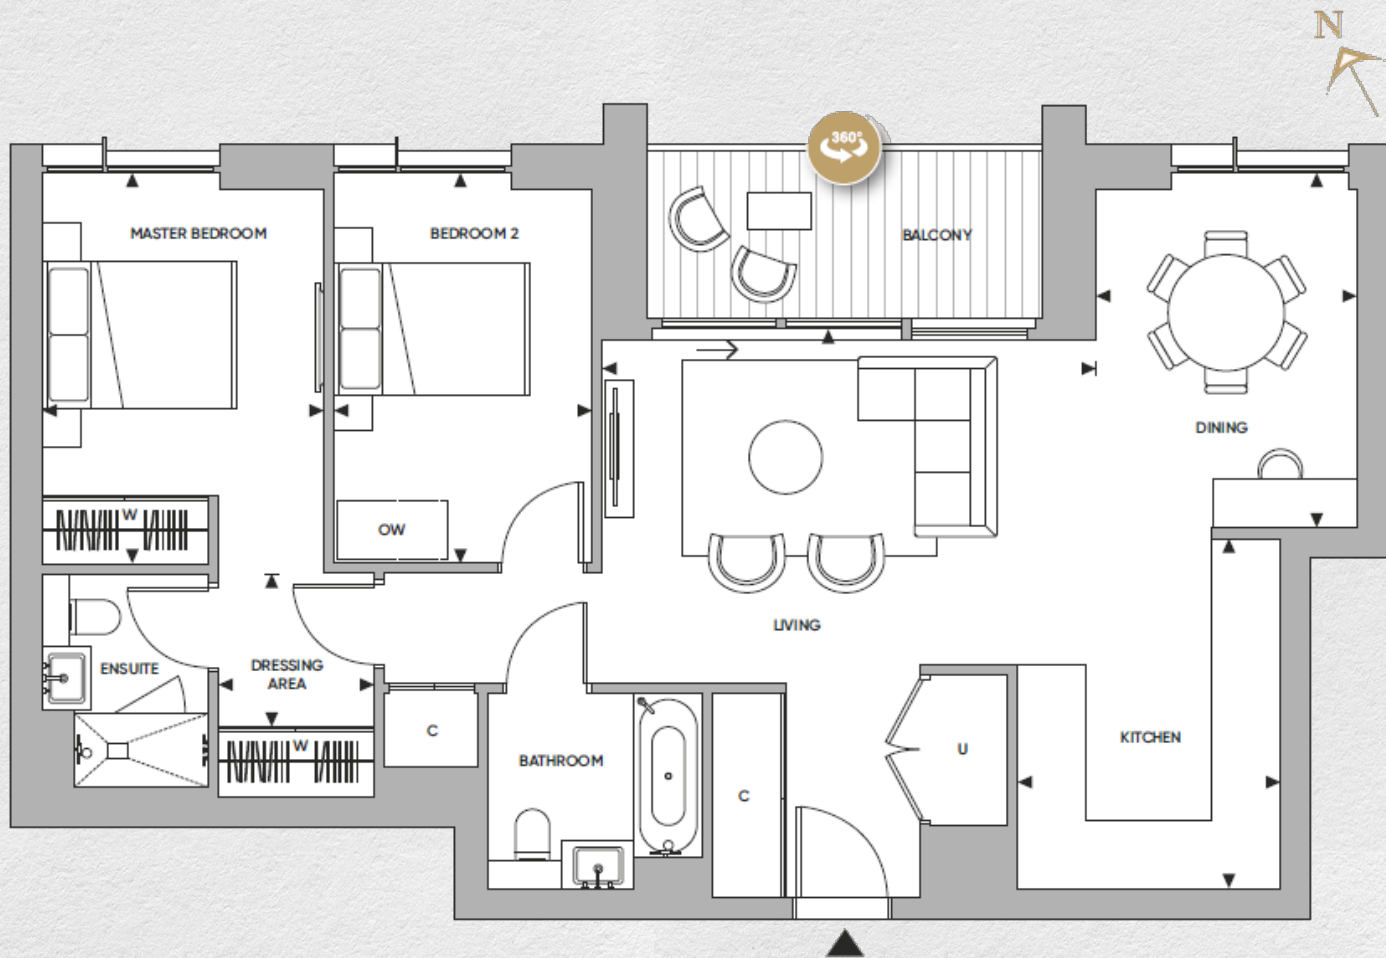 N
360°
MASTER BEDROOM
BEDROOM 2
BALCONY
DINING
W
OW
LIVING
ENSUITE
DRESSING
AREA
W
C
BATHROOM
C
U
KITCHEN